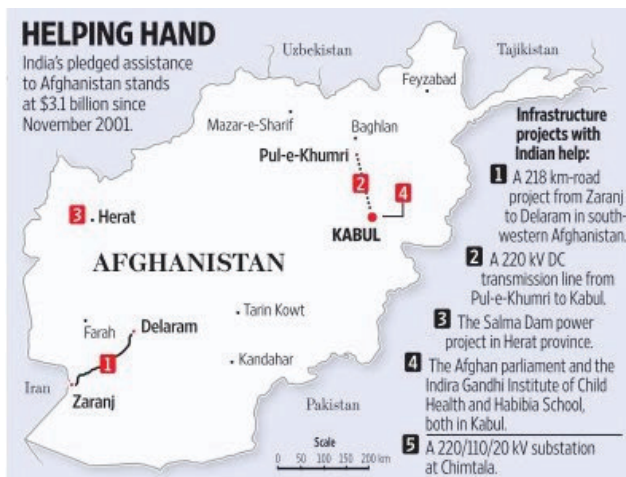 HELPING HAND
India's pledged assistance
to Afghanistan stands
at $3.1 billion since
November 2001.
Uzbekistan
Tajikistan
Feyzabad
Mazar-e-Sharif
Baghlan
Pul-e-Khumri
2
4
KABUL
3
Herat
AFGHANISTAN
Tarin Kowt
Farah
Delaram
1
Kandahar
Iran
Zaranj
Pakistan
Scale
0 50 100 150 200 km
Infrastructure
projects with
Indian help:
1 A 218 km-road
project from Zaranj
to Delaram in south-
western Afghanistan.
2 A 220 kV DC
transmission line from
Pul-e-Khumri to Kabul.
3 The Salma Dam power
project in Herat province.
4 The Afghan parliament and the
Indira Gandhi Institute of Child
Health and Habibia School,
both in Kabul.
5 A 220/110/20 kV substation
at Chimtala.